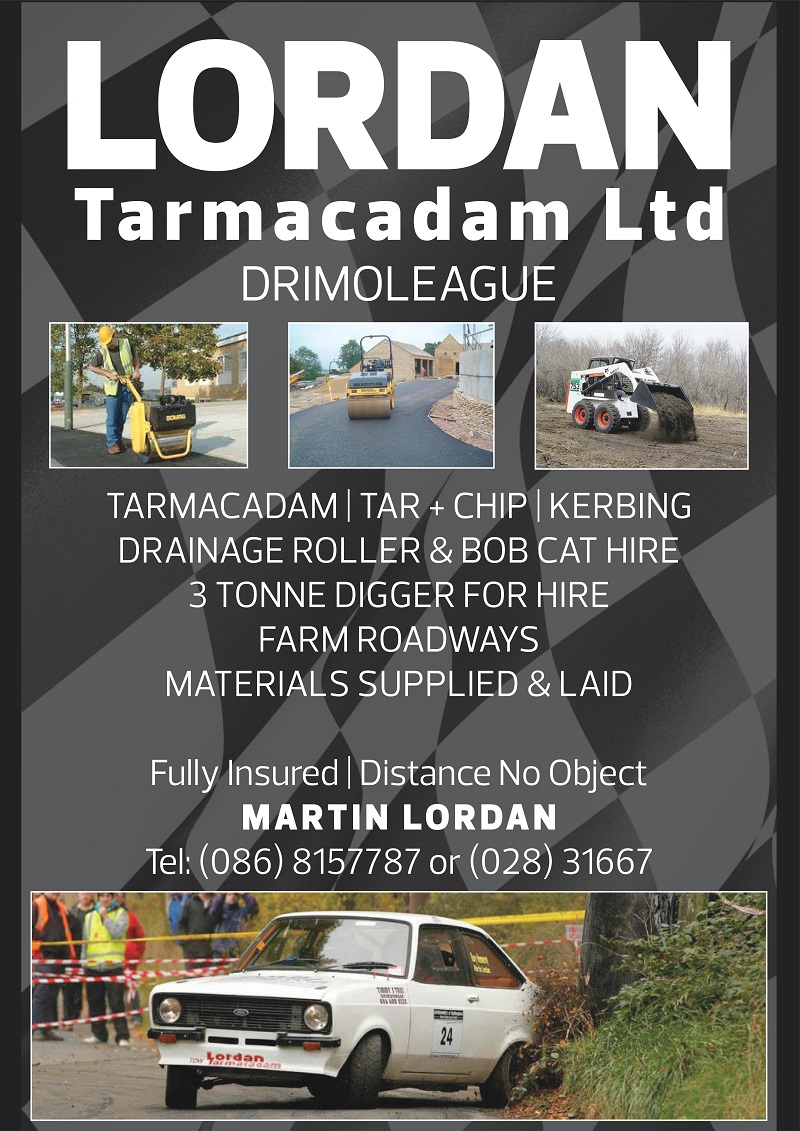 LORDAN
Tarmacadam Ltd
DRIMOLEAGUE
BOMAG
TARMACADAM | TAR + CHIP | KERBING
DRAINAGE ROLLER & BOB CAT HIRE
3 TONNE DIGGER FOR HIRE
FARM ROADWAYS
MATERIALS SUPPLIED & LAID
Fully Insured | Distance No Object
MARTIN LORDAN
Tel: (086) 8157787 or (028) 31667
24
Lordan
Tarmacadam